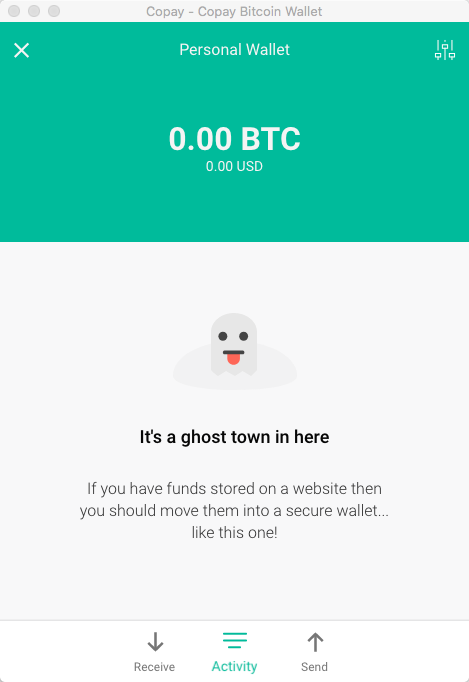 Copay - Copay Bitcoin Wallet
Personal Wallet
0.00 BTC
0.00 USD
It's a ghost town in here
If you have funds stored on a website then
you should move them into a secure wallet...
like this one!
Receive
Activity
Send